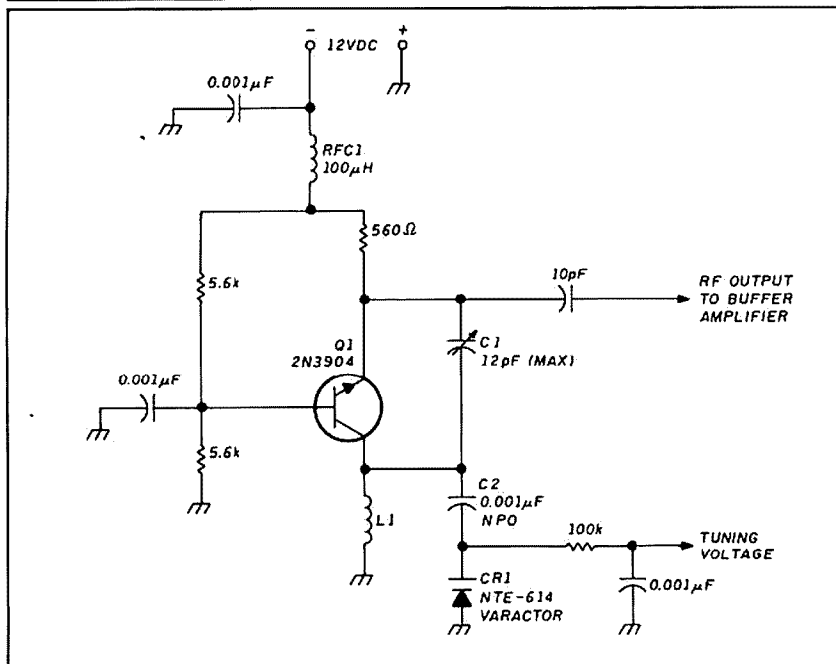 - +
12VDC
0.001μF
RFC1
100μH
560Ω
5.6k
10pF
RF OUTPUT
TO BUFFER
AMPLIFIER
C1
12pF (MAX)
Q1
2N3904
0.001μF
5.6k
C2
0.001μF
NPO
L1
100k
TUNING
VOLTAGE
CR1
NTE-614
VARACTOR
0.001μF